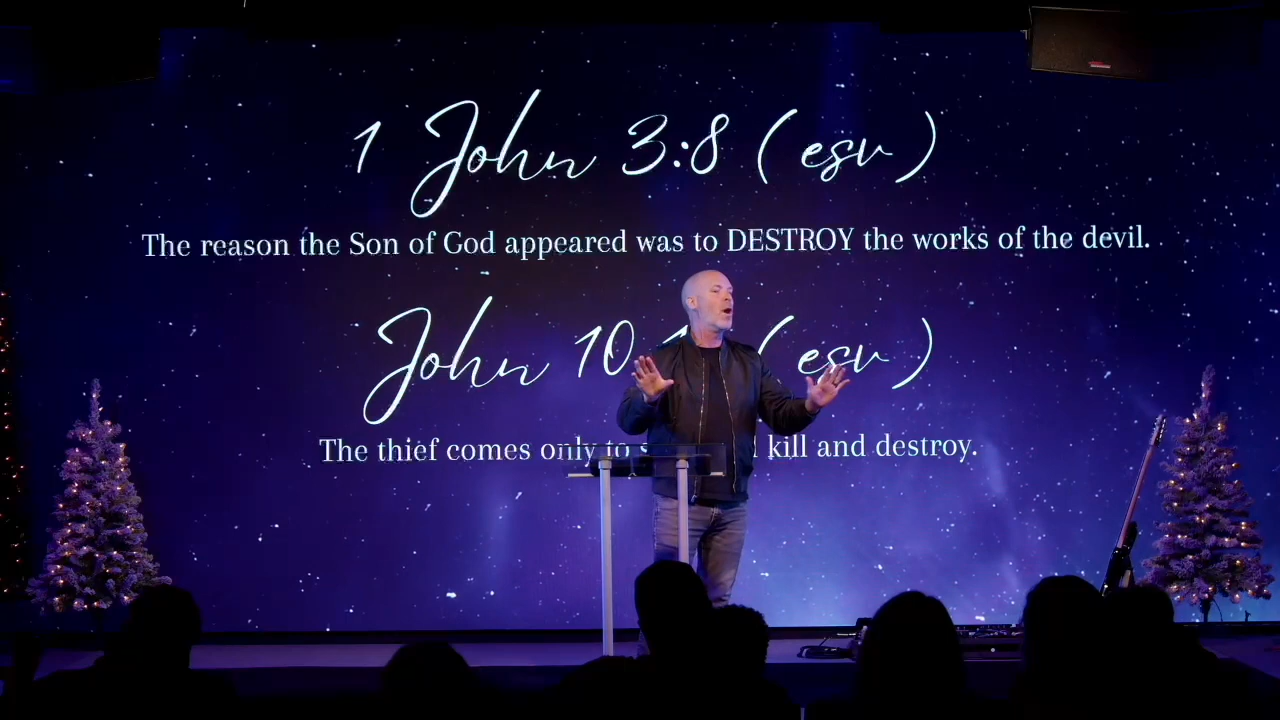 1 John 3:8 (esv)
The reason the Son of God appeared was to DESTROY the works of the devil.
John 10 (esv)
The thief comes only to kill and destroy.